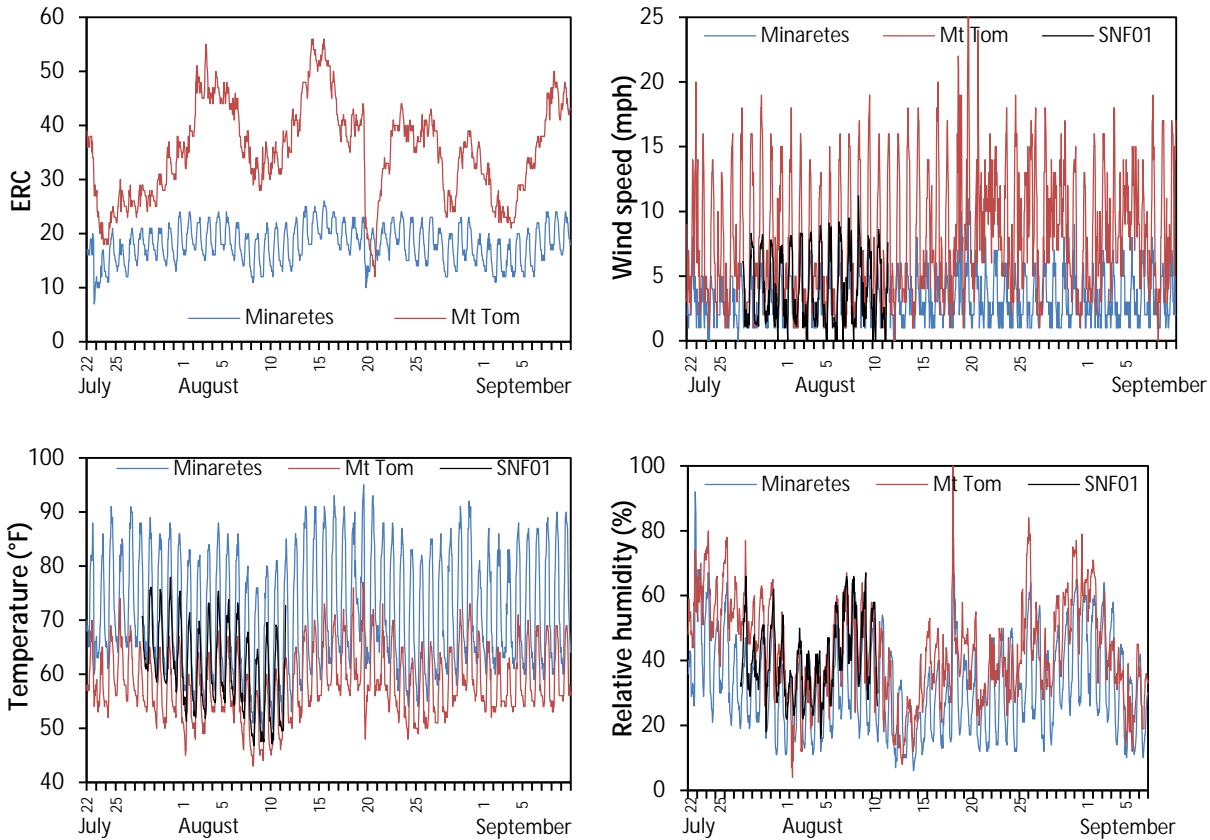 60
50
40
30
20
10
0
ERC
Minaretes Mt Tom
22 25 1 5 10 15 20 25 1 5
July August September
25
20
15
10
5
0
Wind speed (mph)
Minaretes Mt Tom SNF01
22 25 1 5 10 15 20 25 1 5
July August September
100
90
80
70
60
50
40
Temperature (°F)
Minaretes Mt Tom SNF01
22 25 1 5 10 15 20 25 1 5
July August September
100
80
60
40
20
0
Relative humidity (%)
Minaretes Mt Tom SNF01
22 25 1 5 10 15 20 25 1 5
July August September